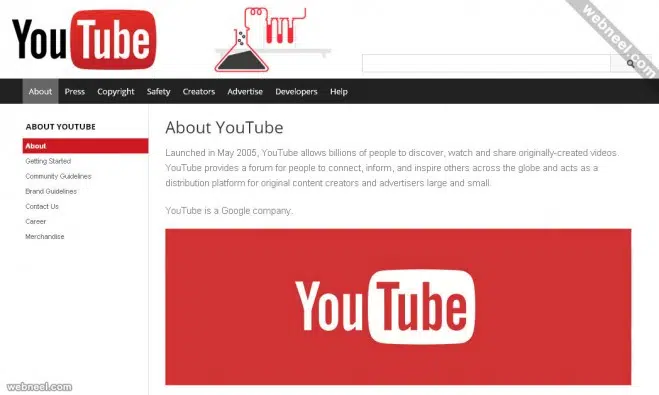 YouTube
webneel.com
About Press Copyright Safety Creators Advertise Developers Help
ABOUT YOUTUBE
About
Getting Started
Community Guidelines
Brand Guidelines
Contact Us
Career
Merchandise
About YouTube
Launched in May 2005, YouTube allows billions of people to discover, watch and share originally-created videos.
YouTube provides a forum for people to connect, inform, and inspire others across the globe and acts as a
distribution platform for original content creators and advertisers large and small.
YouTube is a Google company.
YouTube
webneel.com